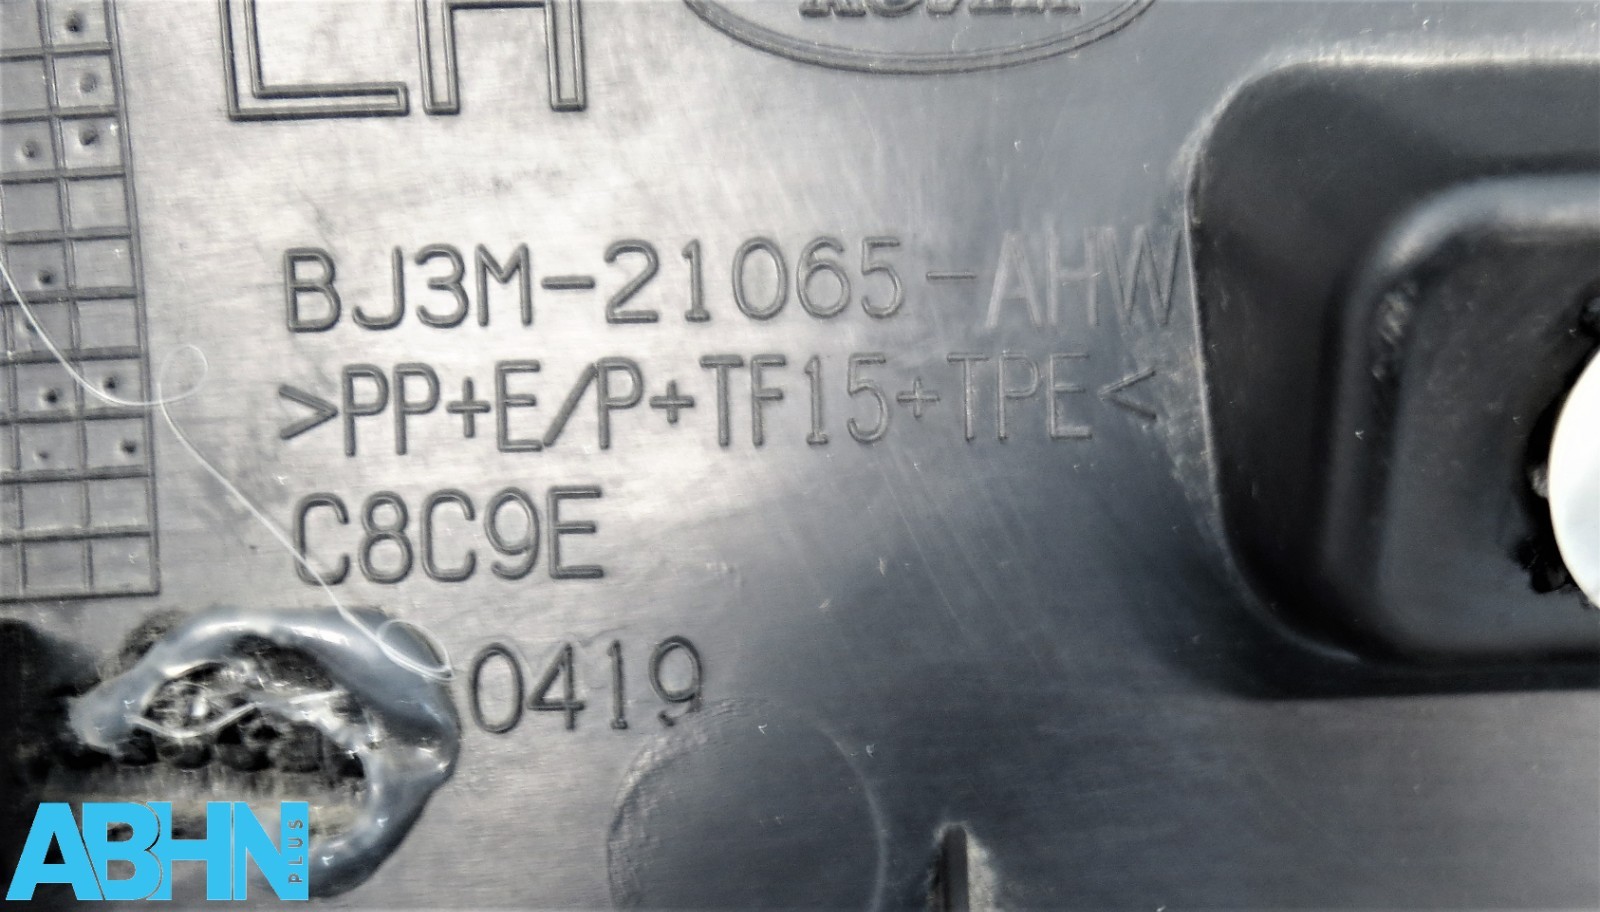 LH
BJ3M-21065-AHW
>PP+E/P+TF15+TPE<
C8C9E
0419
ABHN PLUS